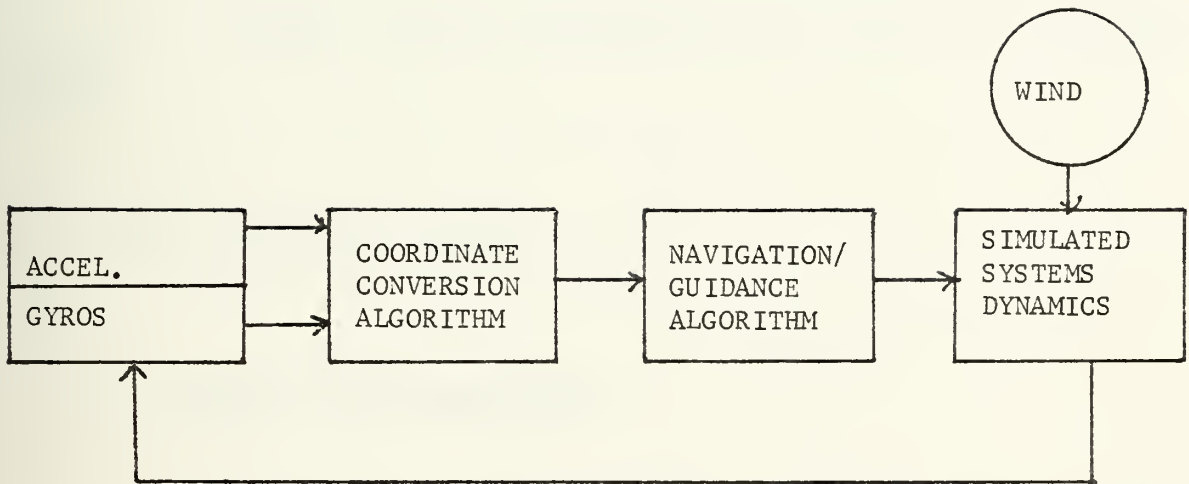 WIND
ACCEL.
GYROS
COORDINATE
CONVERSION
ALGORITHM
NAVIGATION/
GUIDANCE
ALGORITHM
SIMULATED
SYSTEMS
DYNAMICS